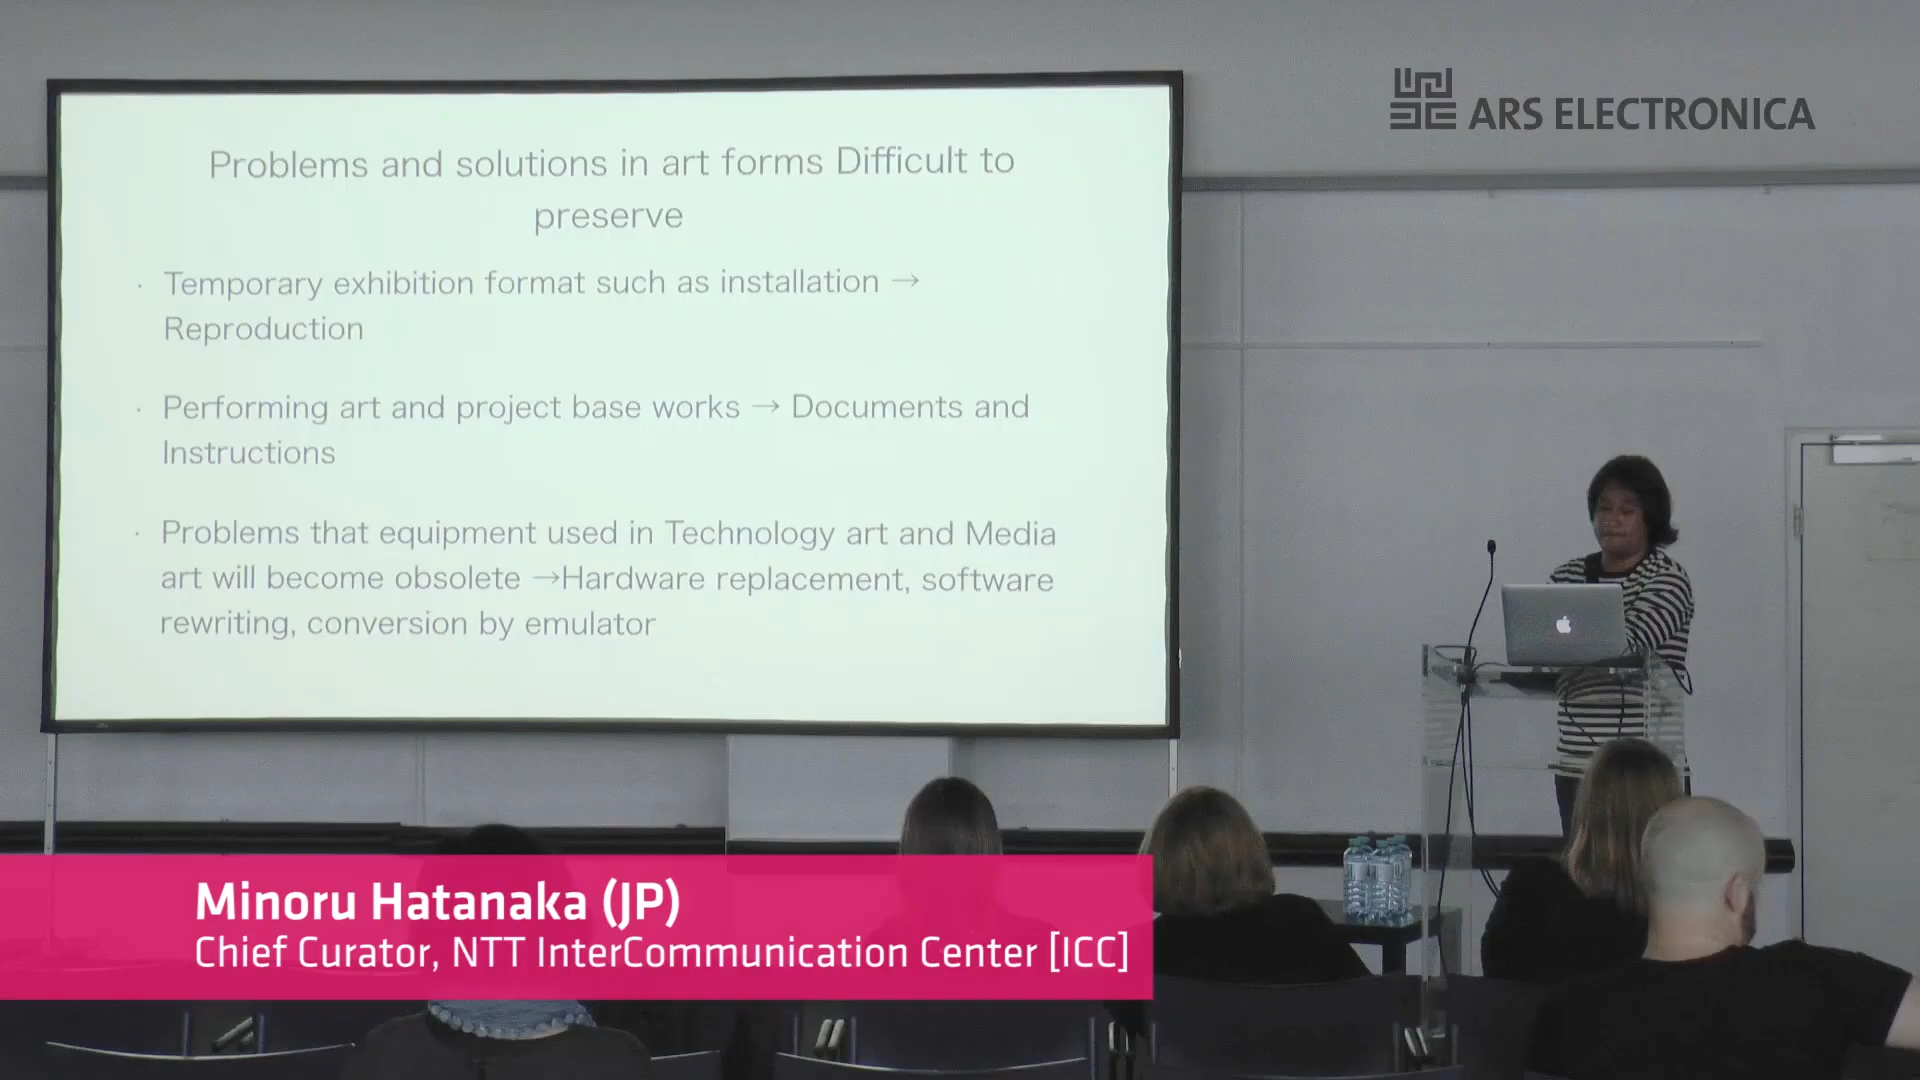 ARS ELECTRONICA
Problems and solutions in art forms Difficult to
preserve
· Temporary exhibition format such as installation →
Reproduction
· Performing art and project base works → Documents and
Instructions
· Problems that equipment used in Technology art and Media
art will become obsolete →Hardware replacement, software
rewriting, conversion by emulator
Minoru Hatanaka (JP)
Chief Curator, NTT InterCommunication Center [ICC]